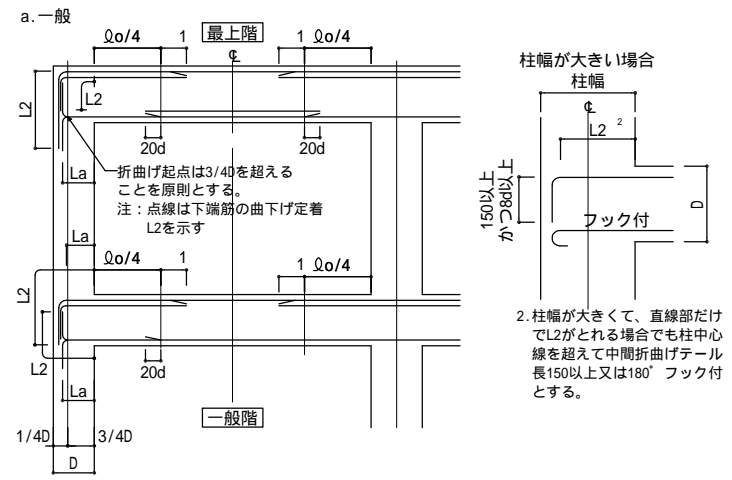 a.一般
最上階
ℓo/4
1
1
ℓo/4
℄
L2
L2
20d
20d
La
折曲げ起点は3/4Dを超える
ことを原則とする。
注：点線は下端筋の曲下げ定着
L2を示す
La
ℓo/4
1
1
ℓo/4
L2
L2
20d
La
一般階
1/4D
3/4D
D
柱幅が大きい場合
柱幅
℄
L2 2
150以上
かつ8d以上
フック付
D
2.柱幅が大きくて、直線部だけ
でL2がとれる場合でも柱中心
線を超えて中間折曲げテール
長150以上又は180°フック付
とする。